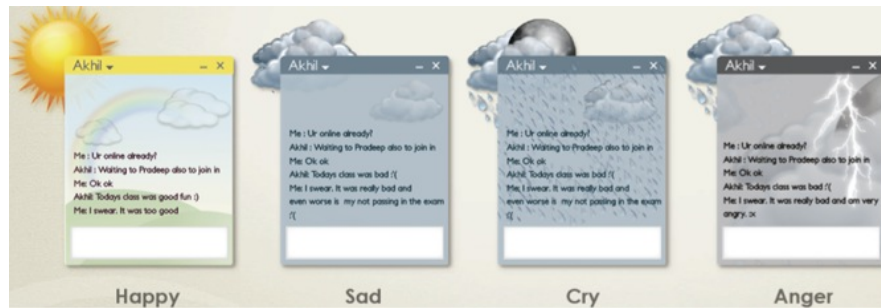 Akhil
Me : Ur online already?
Akhil : Waiting to Pradeep also to join in
Me: Ok ok
Akhil: Todays class was good fun :)
Me: I swear. It was too good
Happy
Akhil
Me : Ur online already?
Akhil : Waiting to Pradeep also to join in
Me: Ok ok
Akhil: Todays class was bad :'(
Me: I swear. It was really bad and
even worse is my not passing in the exam
:'(
Sad
Akhil
Me : Ur online already?
Akhil : Waiting to Pradeep also to join in
Me: Ok ok
Akhil: Todays class was bad :'(
Me: I swear. It was really bad and
even worse is my not passing in the exam
:'(
Cry
Akhil
Me : Ur online already?
Akhil : Waiting to Pradeep also to join in
Me: Ok ok
Akhil: Todays class was bad :'(
Me: I swear. It was really bad and am very
angry. :x
Anger